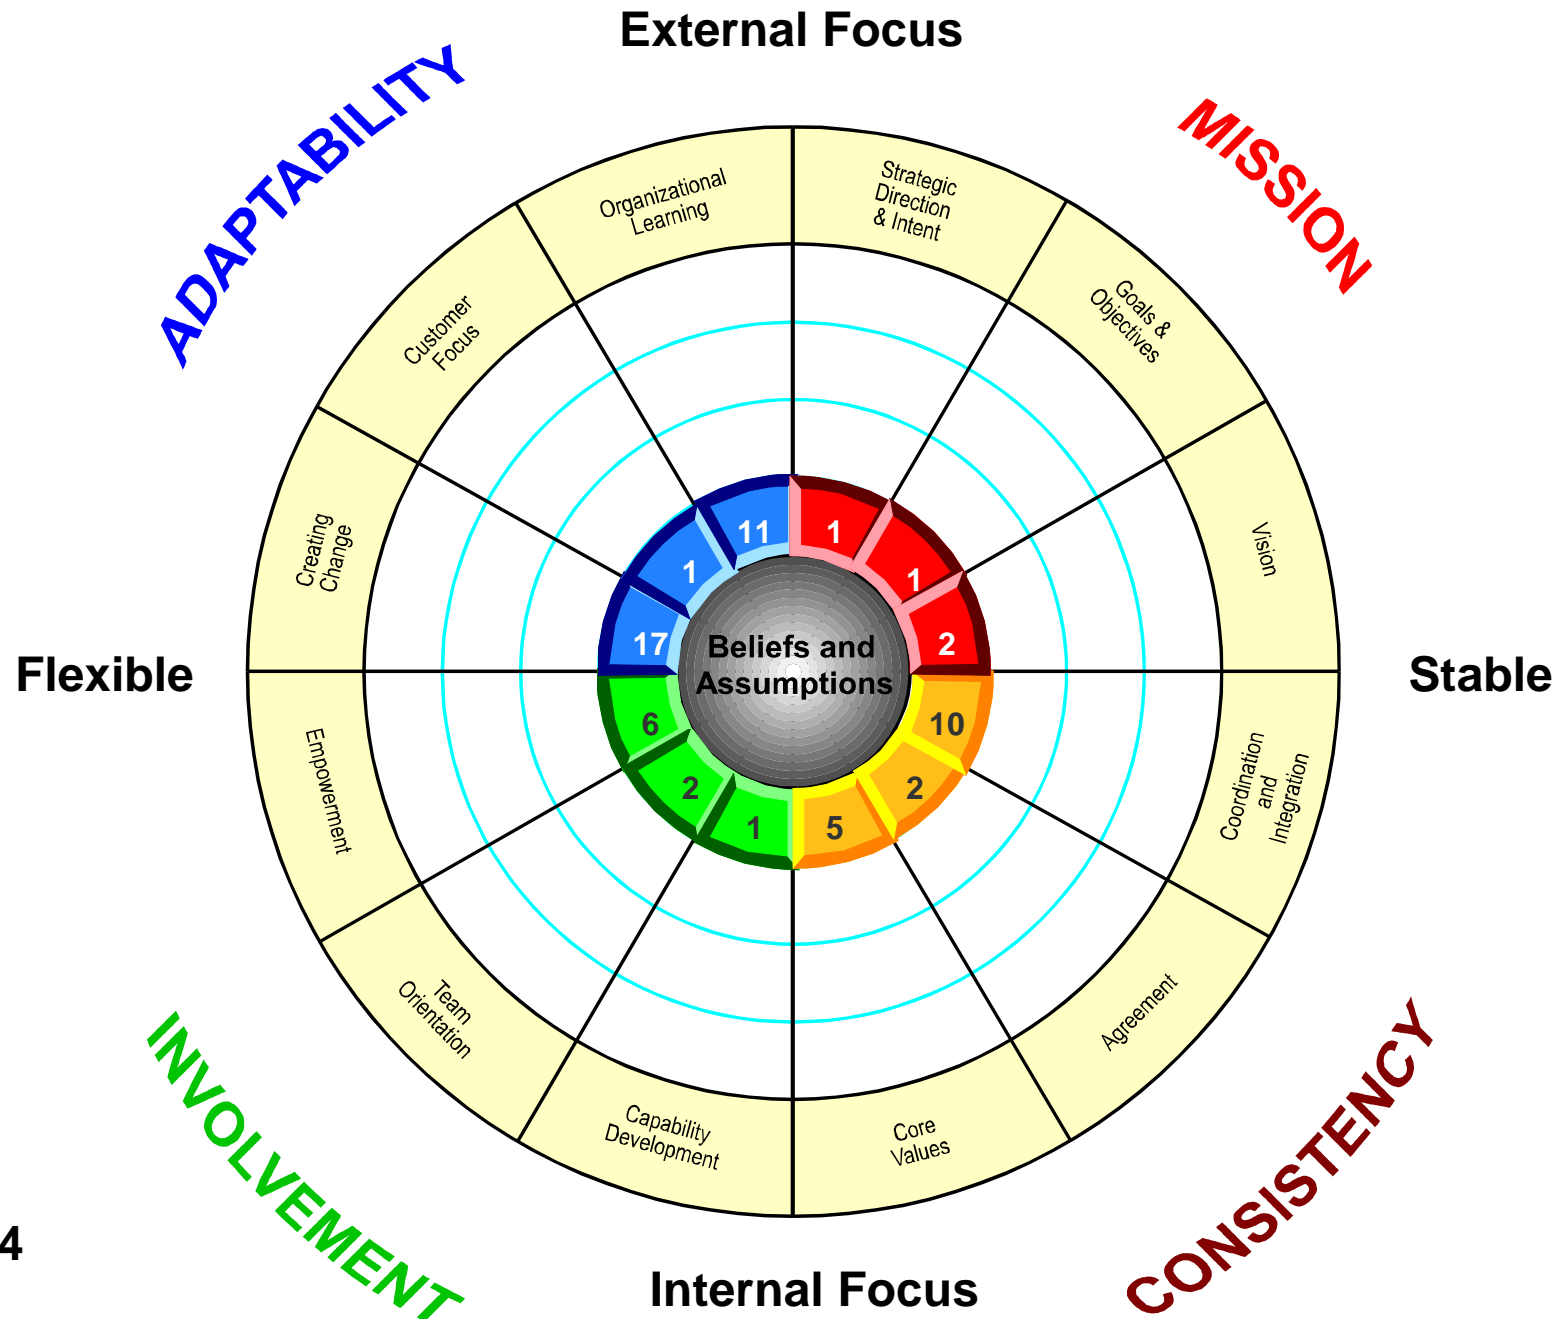 External Focus
ADAPTABILITY
MISSION
Organizational
Learning
Strategic
Direction
& Intent
Customer
Focus
Goals &
Objectives
Creating
Change
Vision
11
1
1
1
17
2
Flexible
Beliefs and
Assumptions
Stable
6
10
2
2
1
5
Empowerment
Coordination
and
Integration
Team
Orientation
Agreement
Capability
Development
Core
Values
INVOLVEMENT
CONSISTENCY
4
Internal Focus